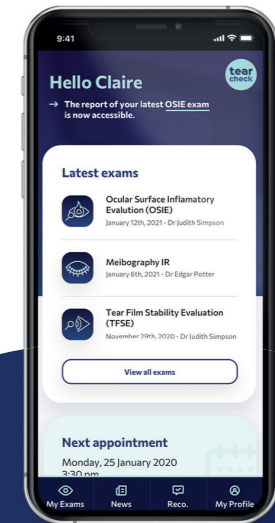 9:41
tear
check
Hello Claire
→ The report of your latest OSIE exam
is now accessible.
Latest exams
Ocular Surface Inflamatory
Evalution (OSIE)
January 12th, 2021 - Dr Judith Simpson
Meibography IR
January 6th, 2021 - Dr Edgar Potter
Tear Film Stability Evaluation
(TFSE)
November 29th, 2020 - Dr Judith Simpson
View all exams
Next appointment
Monday, 25 January 2020
3:30 pm
My Exams News Reco. My Profile